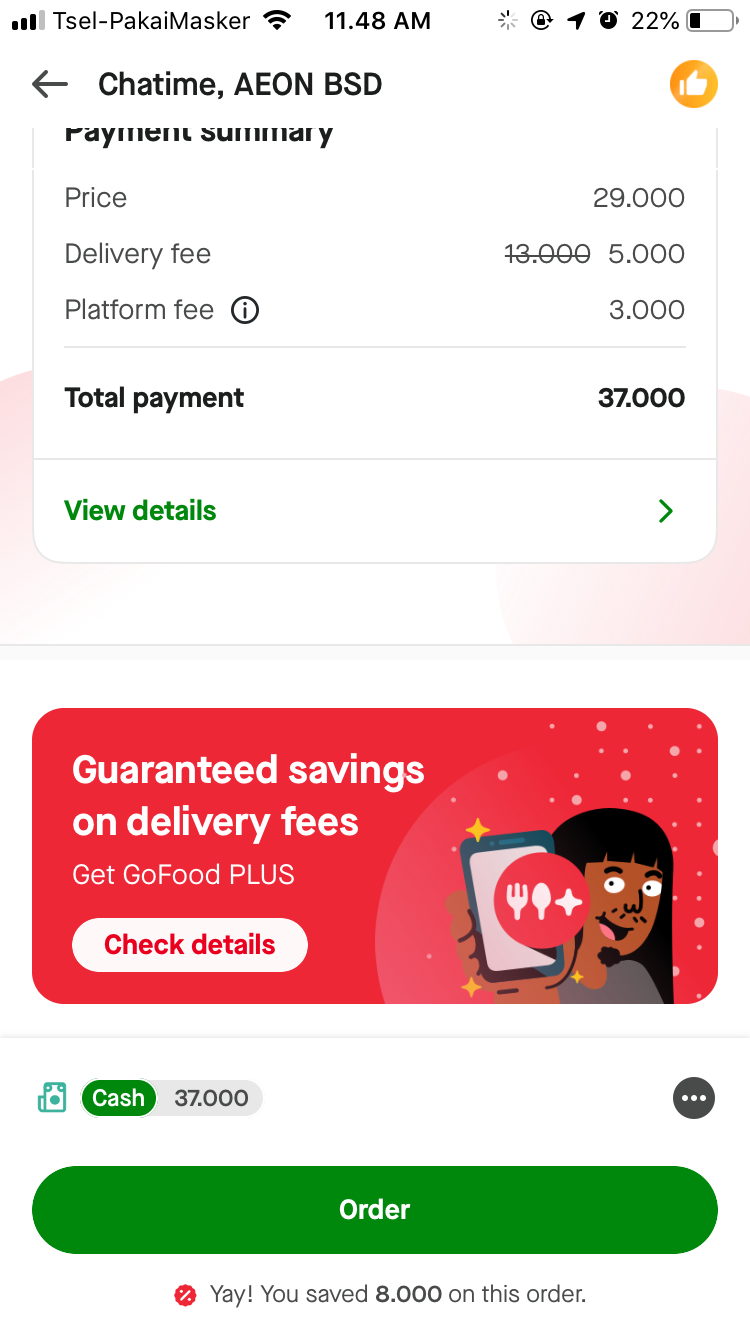 Tsel-PakaiMasker 11.48 AM 22%
Chatime, AEON BSD
Payment summary
Price 29.000
Delivery fee 13.000 5.000
Platform fee 3.000
Total payment 37.000
View details
Guaranteed savings
on delivery fees
Get GoFood PLUS
Check details
Cash 37.000
Order
Yay! You saved 8.000 on this order.